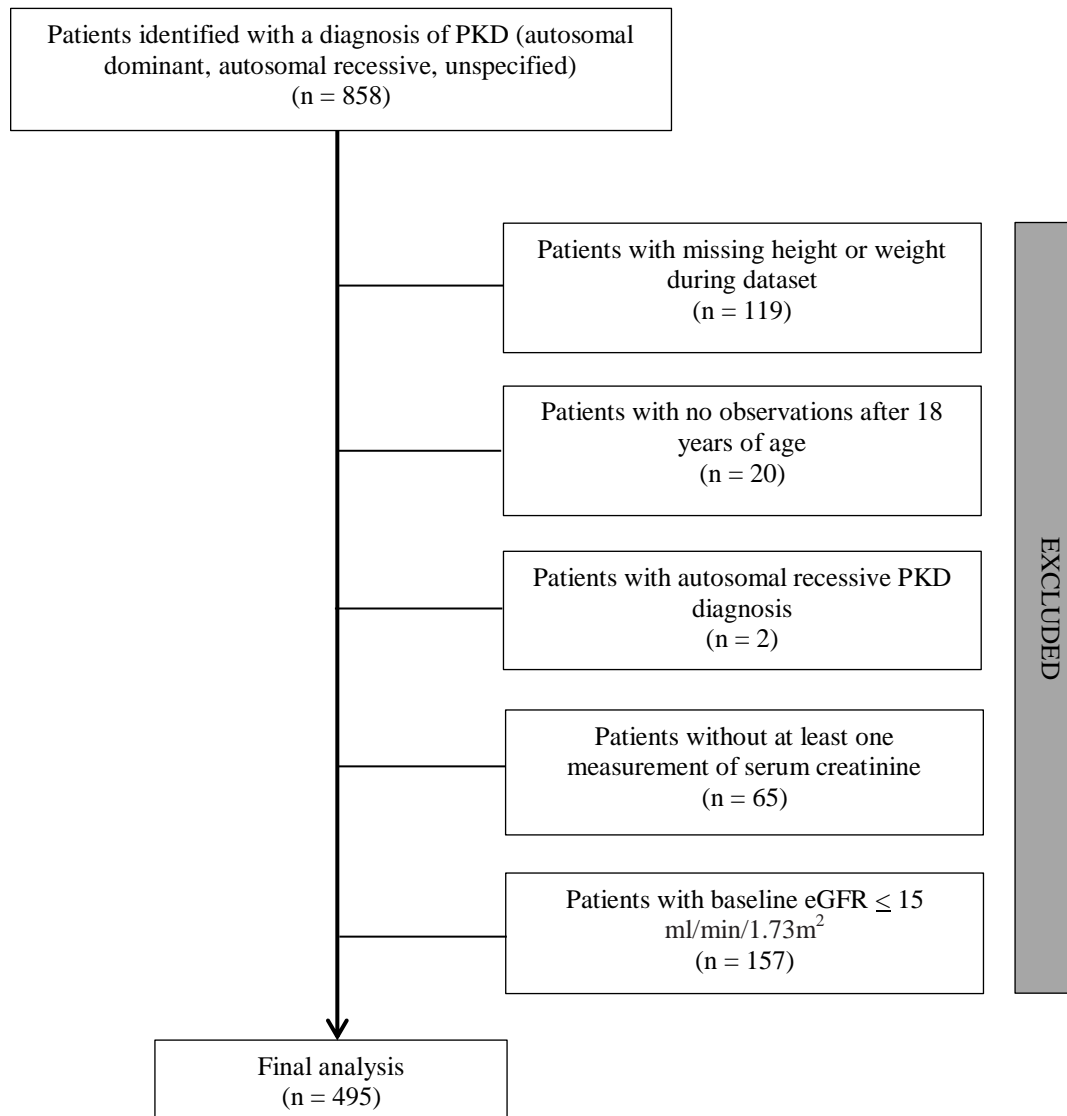 Patients identified with a diagnosis of PKD (autosomal
dominant, autosomal recessive, unspecified)
(n = 858)
Patients with missing height or weight
during dataset
(n = 119)
Patients with no observations after 18
years of age
(n = 20)
Patients with autosomal recessive PKD
diagnosis
(n = 2)
Patients without at least one
measurement of serum creatinine
(n = 65)
Patients with baseline eGFR ≤ 15
ml/min/1.73m²
(n = 157)
EXCLUDED
Final analysis
(n = 495)